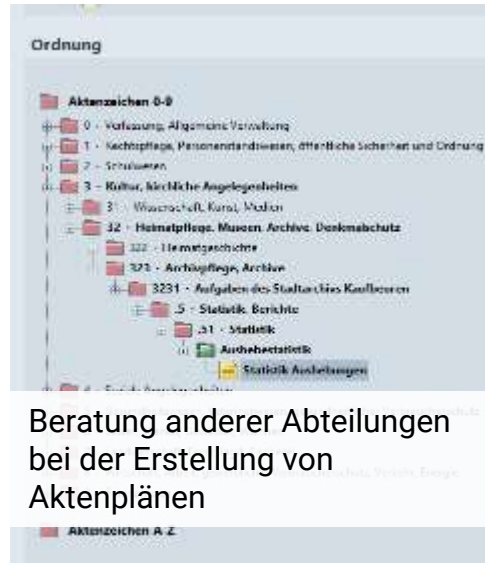 Ordnung
Aktenzeichen 0-9
0 - Verfassung, Allgemeine Verwaltung
1 - Rechtspflege, Personenstandswesen, öffentliche Sicherheit und Ordnung
2 - Schulwesen
3 - Kultur, kirchliche Angelegenheiten
31 - Wissenschaft, Kunst, Medien
32 - Heimatpflege, Museen, Archive, Denkmalschutz
322 - Heimatgeschichte
323 - Archivpflege, Archive
3231 - Aufgaben des Stadtarchivs Kaufbeuren
.5 - Statistik, Berichte
.51 - Statistik
Aushebestatistik
Statistik Aushebungen
Beratung anderer Abteilungen
bei der Erstellung von
Aktenplänen
Aktenzeichen A-Z